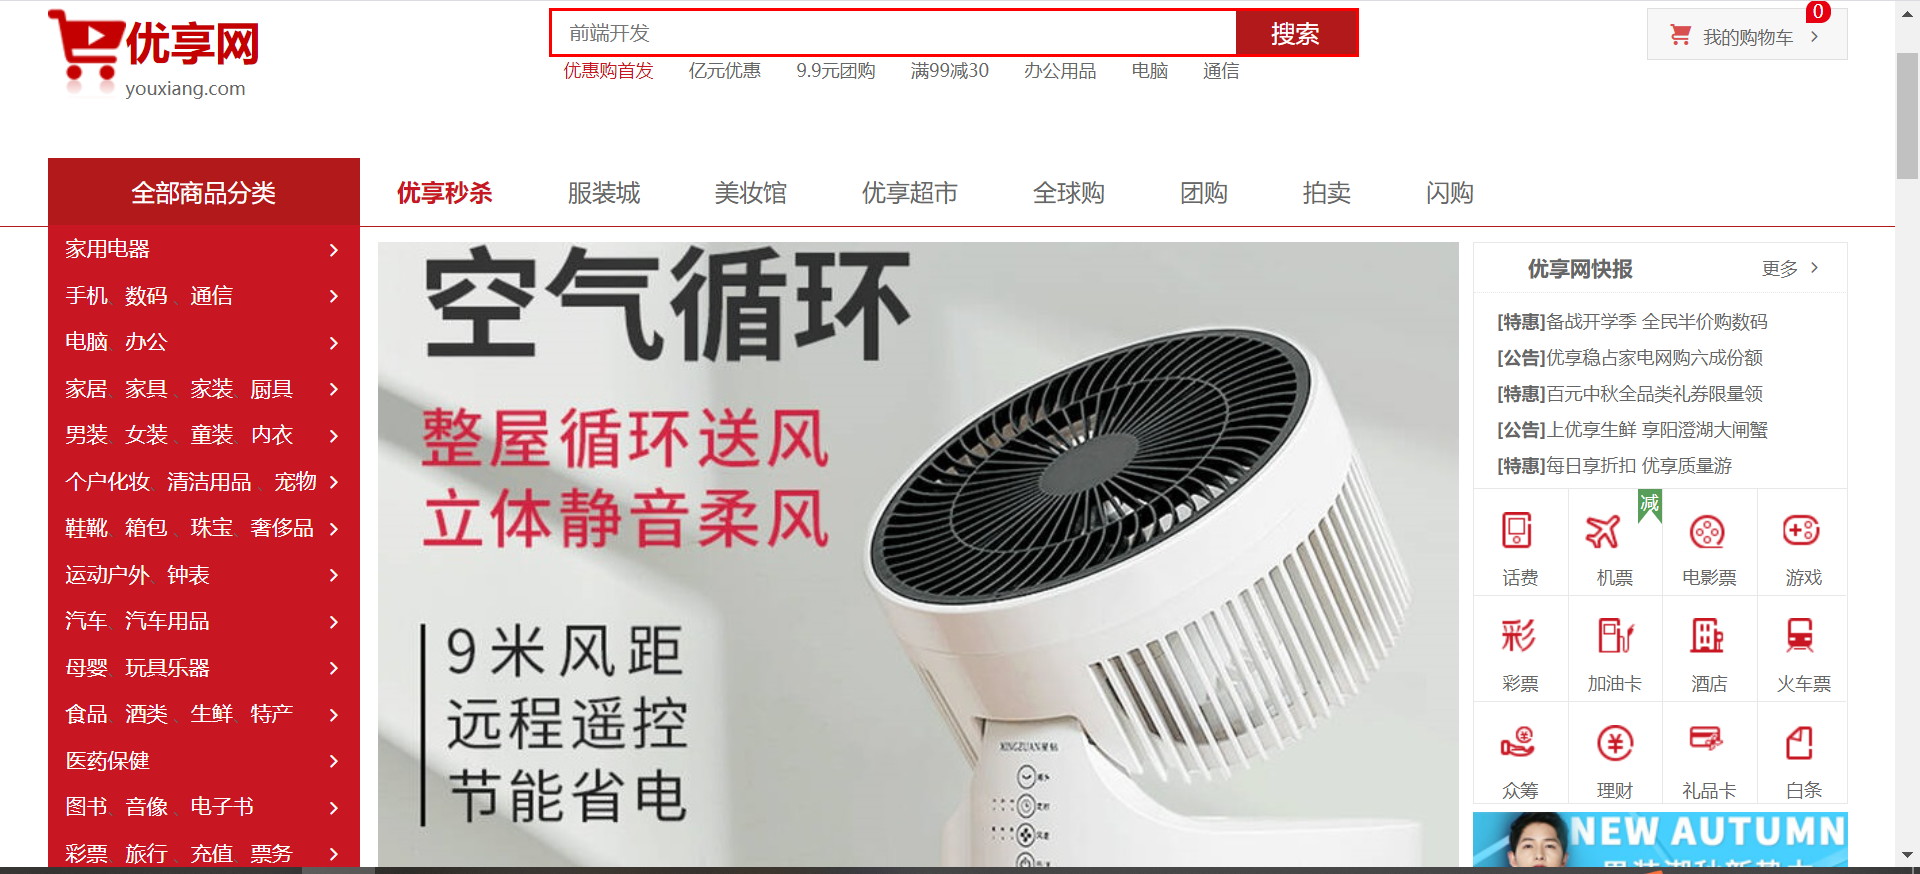 优享网
youxiang.com
前端开发
搜索
0
我的购物车 >
优惠购首发 亿元优惠 9.9元团购 满99减30 办公用品 电脑 通信
全部商品分类
优享秒杀 服装城 美妆馆 优享超市 全球购 团购 拍卖 闪购
家用电器
手机、数码、通信
电脑、办公
家居、家具、家装、厨具
男装、女装、童装、内衣
个户化妆、清洁用品、宠物
鞋靴、箱包、珠宝、奢侈品
运动户外、钟表
汽车、汽车用品
母婴、玩具乐器
食品、酒类、生鲜、特产
医药保健
图书、音像、电子书
彩票、旅行、充值、票务
空气循环
整屋循环送风
立体静音柔风
9米风距
远程遥控
节能省电
XINGZUAN星钻
优享网快报
更多 >
[特惠]备战开学季 全民半价购数码
[公告]优享稳占家电网购六成份额
[特惠]百元中秋全品类礼券限量领
[公告]上优享生鲜 享阳澄湖大闸蟹
[特惠]每日享折扣 优享质量游
减
话费 机票 电影票 游戏
彩
彩票 加油卡 酒店 火车票
众筹 理财 礼品卡 白条
NEW AUTUMN